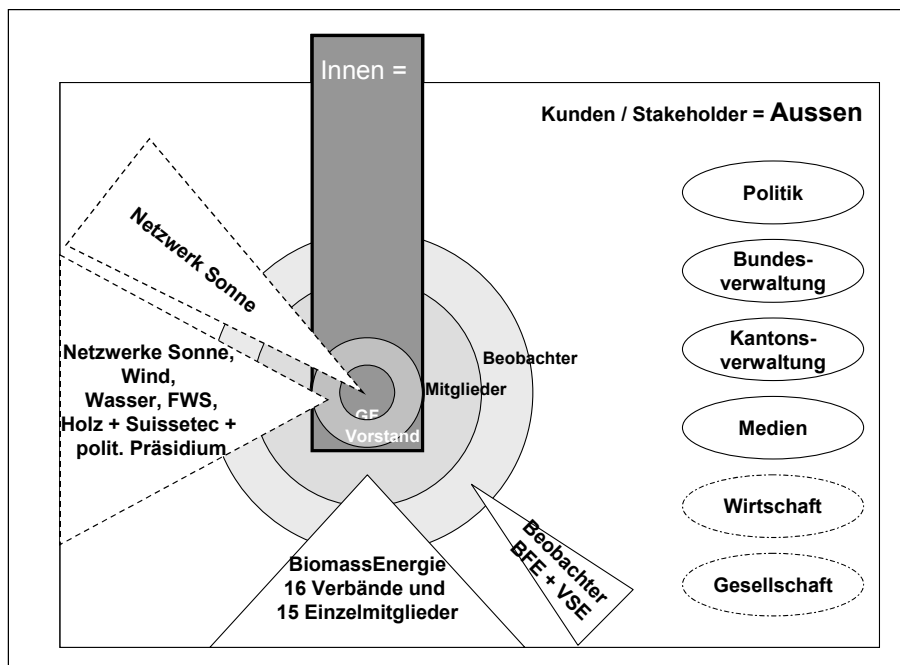 Innen =
Kunden / Stakeholder = Aussen
Netzwerk Sonne
Netzwerke Sonne,
Wind,
Wasser, FWS,
Holz + Suissetec +
polit. Präsidium
Beobachter
Mitglieder
GF
Vorstand
BiomassEnergie
16 Verbände und
15 Einzelmitglieder
Beobachter
BFE + VSE
Politik
Bundes-
verwaltung
Kantons-
verwaltung
Medien
Wirtschaft
Gesellschaft